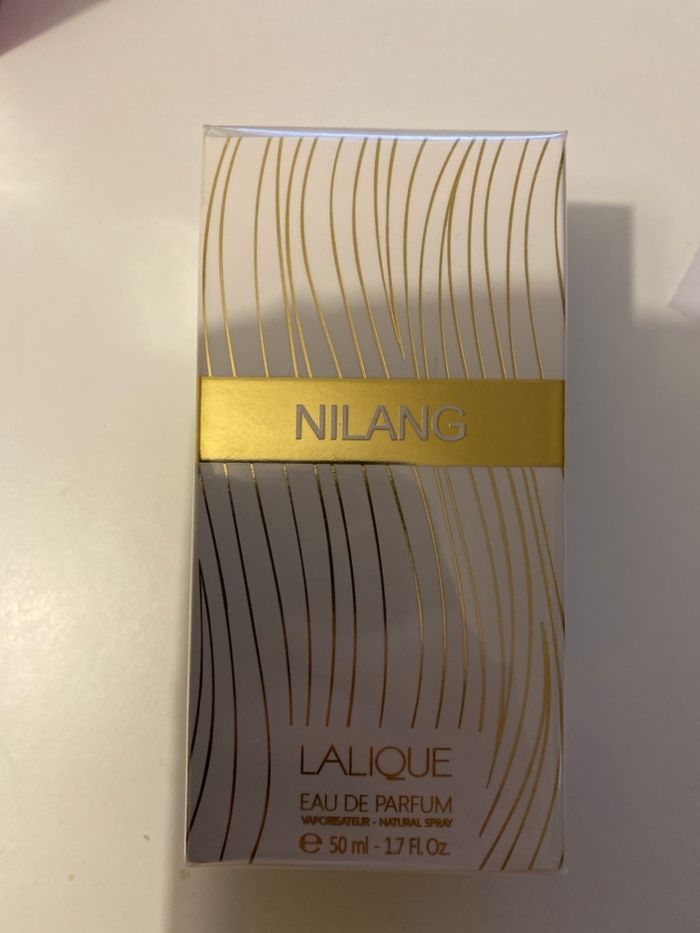 NILANG
LALIQUE
EAU DE PARFUM
VAPORISATEUR - NATURAL SPRAY
℮ 50 ml - 1.7 Fl. Oz.